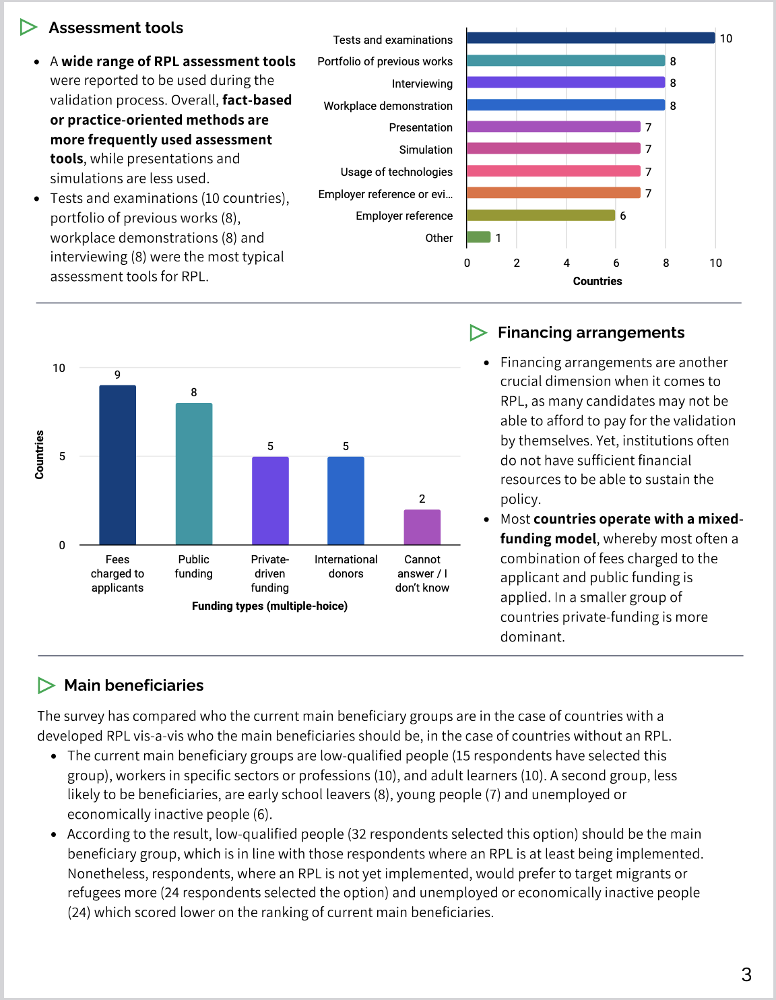 Assessment tools
A wide range of RPL assessment tools
were reported to be used during the
validation process. Overall, fact-based
or practice-oriented methods are
more frequently used assessment
tools, while presentations and
simulations are less used.
Tests and examinations (10 countries),
portfolio of previous works (8),
workplace demonstrations (8) and
interviewing (8) were the most typical
assessment tools for RPL.
Tests and examinations 10
Portfolio of previous works 8
Interviewing 8
Workplace demonstration 8
Presentation 7
Simulation 7
Usage of technologies 7
Employer reference or evi... 7
Employer reference 6
Other 1
0 2 4 6 8 10
Countries
10
5
0
Countries
9
8
5
5
2
Fees
charged to
applicants
Public
funding
Private-
driven
funding
International
donors
Cannot
answer / I
don't know
Funding types (multiple-hoice)
Financing arrangements
Financing arrangements are another
crucial dimension when it comes to
RPL, as many candidates may not be
able to afford to pay for the validation
by themselves. Yet, institutions often
do not have sufficient financial
resources to be able to sustain the
policy.
Most countries operate with a mixed-
funding model, whereby most often a
combination of fees charged to the
applicant and public funding is
applied. In a smaller group of
countries private-funding is more
dominant.
Main beneficiaries
The survey has compared who the current main beneficiary groups are in the case of countries with a
developed RPL vis-a-vis who the main beneficiaries should be, in the case of countries without an RPL.
The current main beneficiary groups are low-qualified people (15 respondents have selected this
group), workers in specific sectors or professions (10), and adult learners (10). A second group, less
likely to be beneficiaries, are early school leavers (8), young people (7) and unemployed or
economically inactive people (6).
According to the result, low-qualified people (32 respondents selected this option) should be the main
beneficiary group, which is in line with those respondents where an RPL is at least being implemented.
Nonetheless, respondents, where an RPL is not yet implemented, would prefer to target migrants or
refugees more (24 respondents selected the option) and unemployed or economically inactive people
(24) which scored lower on the ranking of current main beneficiaries.
3